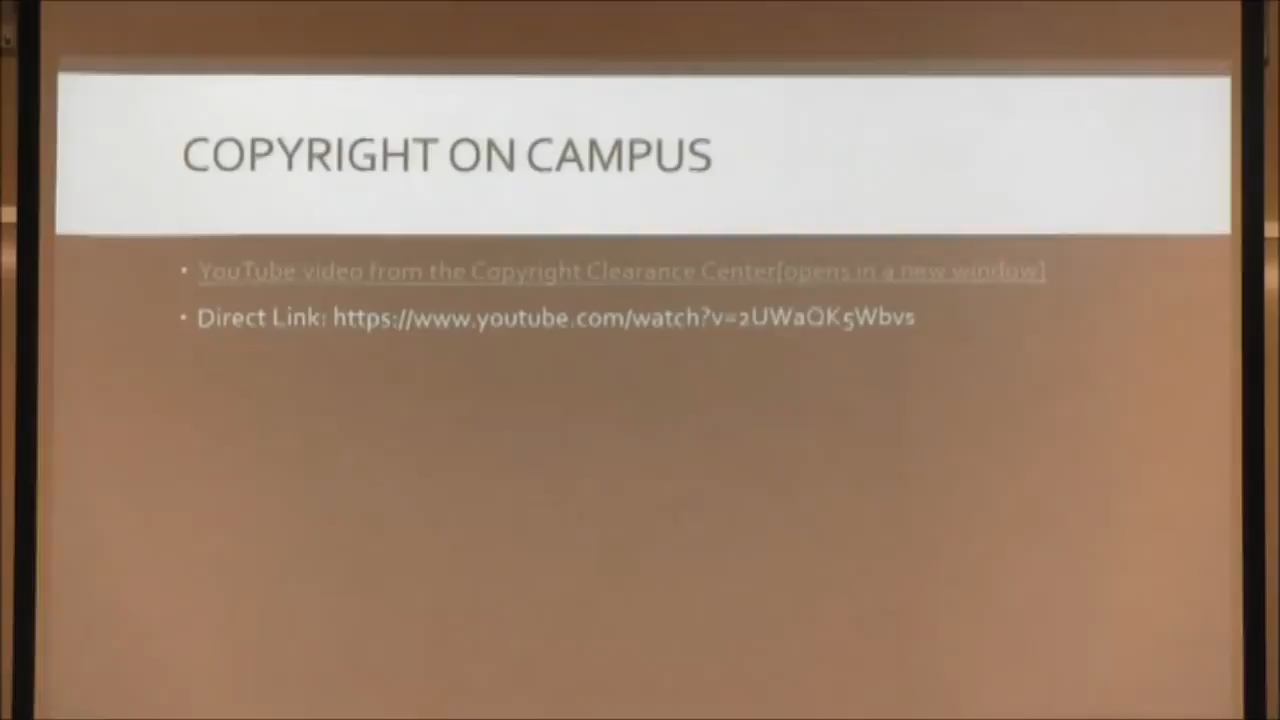 COPYRIGHT ON CAMPUS
• YouTube video from the Copyright Clearance Center[opens in a new window]
• Direct Link: https://www.youtube.com/watch?v=2UWaQK5Wbvs